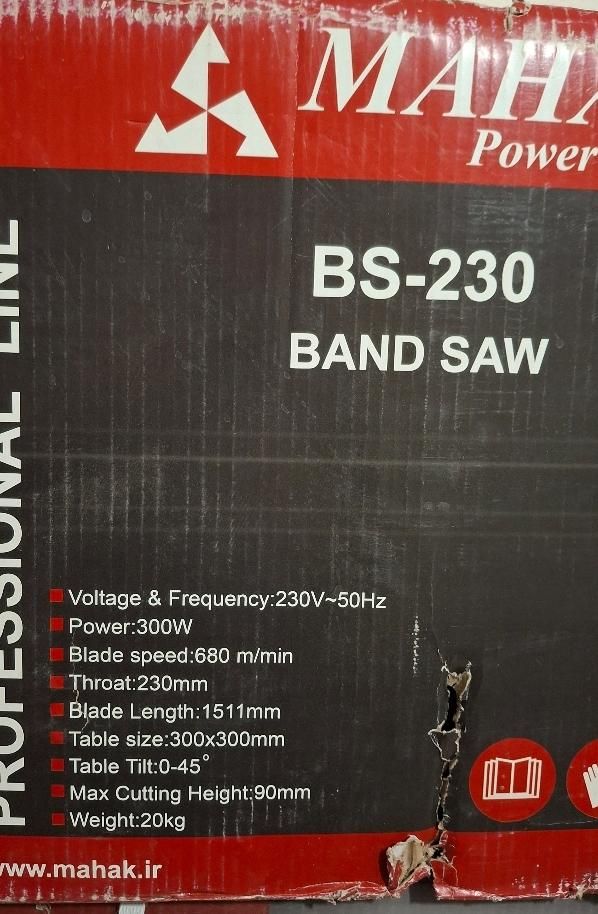 MAHA
Power
BS-230
BAND SAW
PROFESSIONAL LINE
Voltage & Frequency:230V~50Hz
Power:300W
Blade speed:680 m/min
Throat:230mm
Blade Length:1511mm
Table size:300x300mm
Table Tilt:0-45°
Max Cutting Height:90mm
Weight:20kg
www.mahak.ir